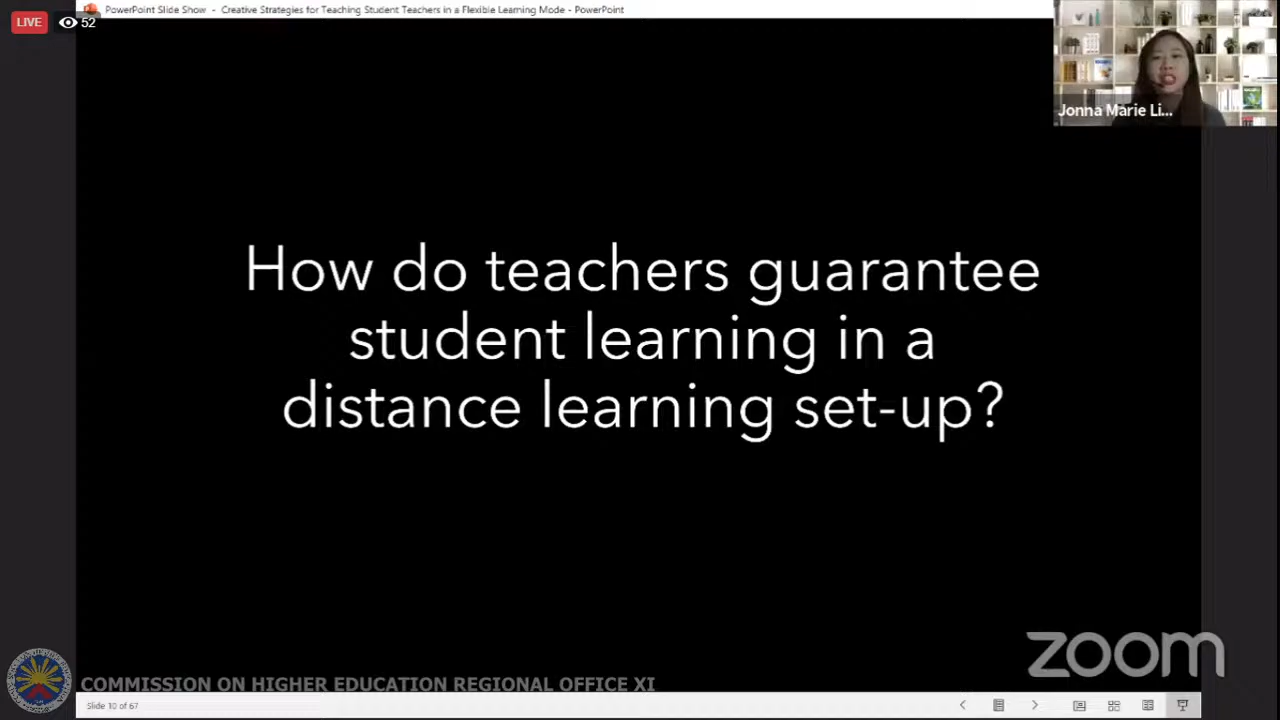 PowerPoint Slide Show - Creative Strategies for Teaching Student Teachers in a Flexible Learning Mode - PowerPoint
LIVE
52
Jonna Marie Li...
How do teachers guarantee
student learning in a
distance learning set-up?
zoom
COMMISSION ON HIGHER EDUCATION REGIONAL OFFICE XI
Slide 10 of 67